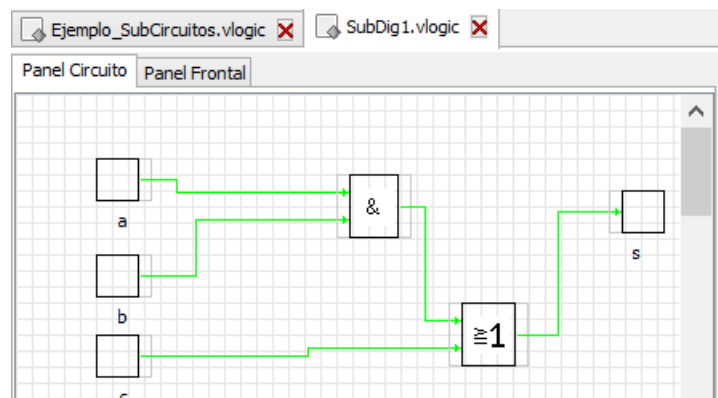 Ejemplo_SubCircuitos.vlogic SubDig1.vlogic
Panel Circuito Panel Frontal
a
&
s
b
≧1